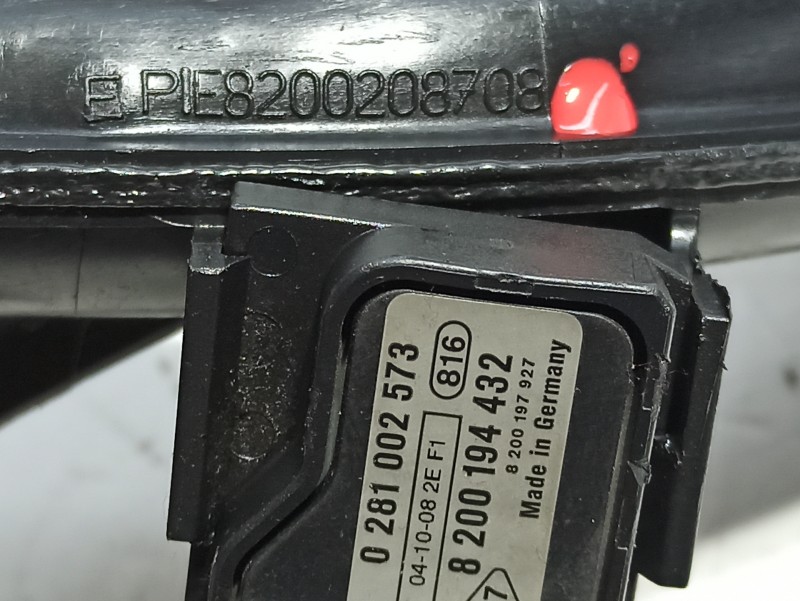 E PIE8200208708
0 281 002 573
816
04-10-08 2E F1
8 200 194 432
8 200 197 927
Made in Germany
7